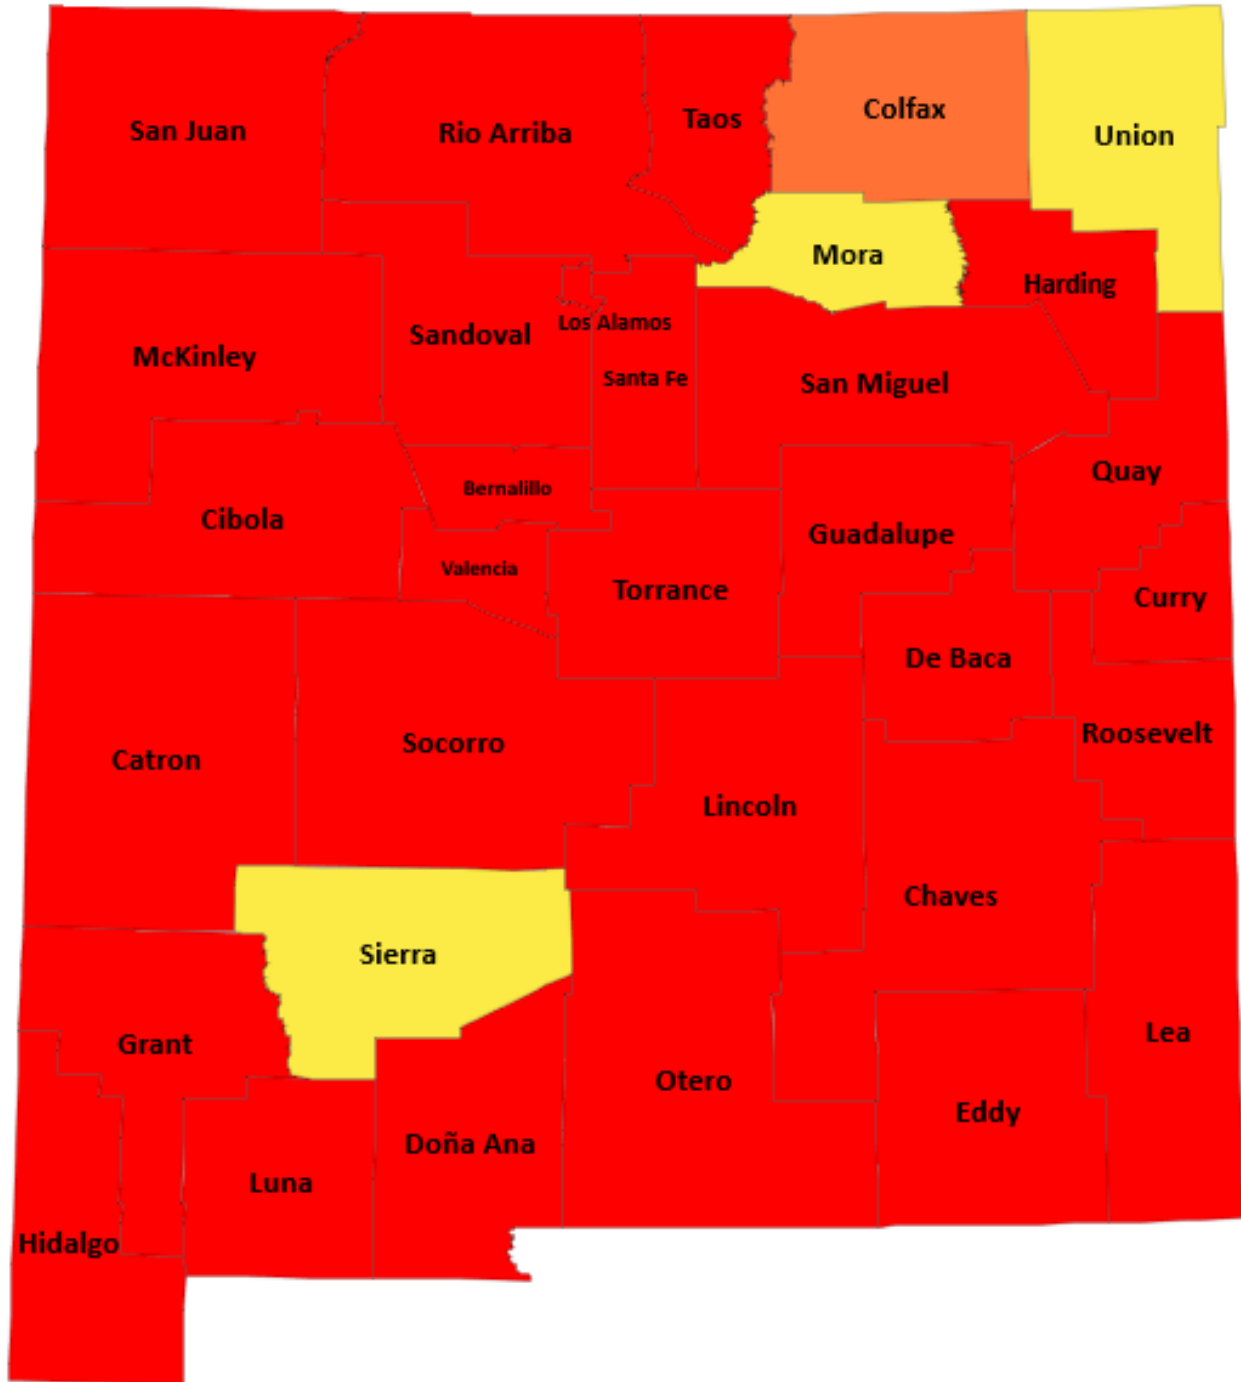 San Juan
Rio Arriba
Taos
Colfax
Union
Mora
Harding
Sandoval
Los Alamos
McKinley
Santa Fe
San Miguel
Quay
Bernalillo
Cibola
Guadalupe
Valencia
Torrance
Curry
De Baca
Roosevelt
Socorro
Catron
Lincoln
Chaves
Sierra
Lea
Grant
Otero
Eddy
Doña Ana
Luna
Hidalgo